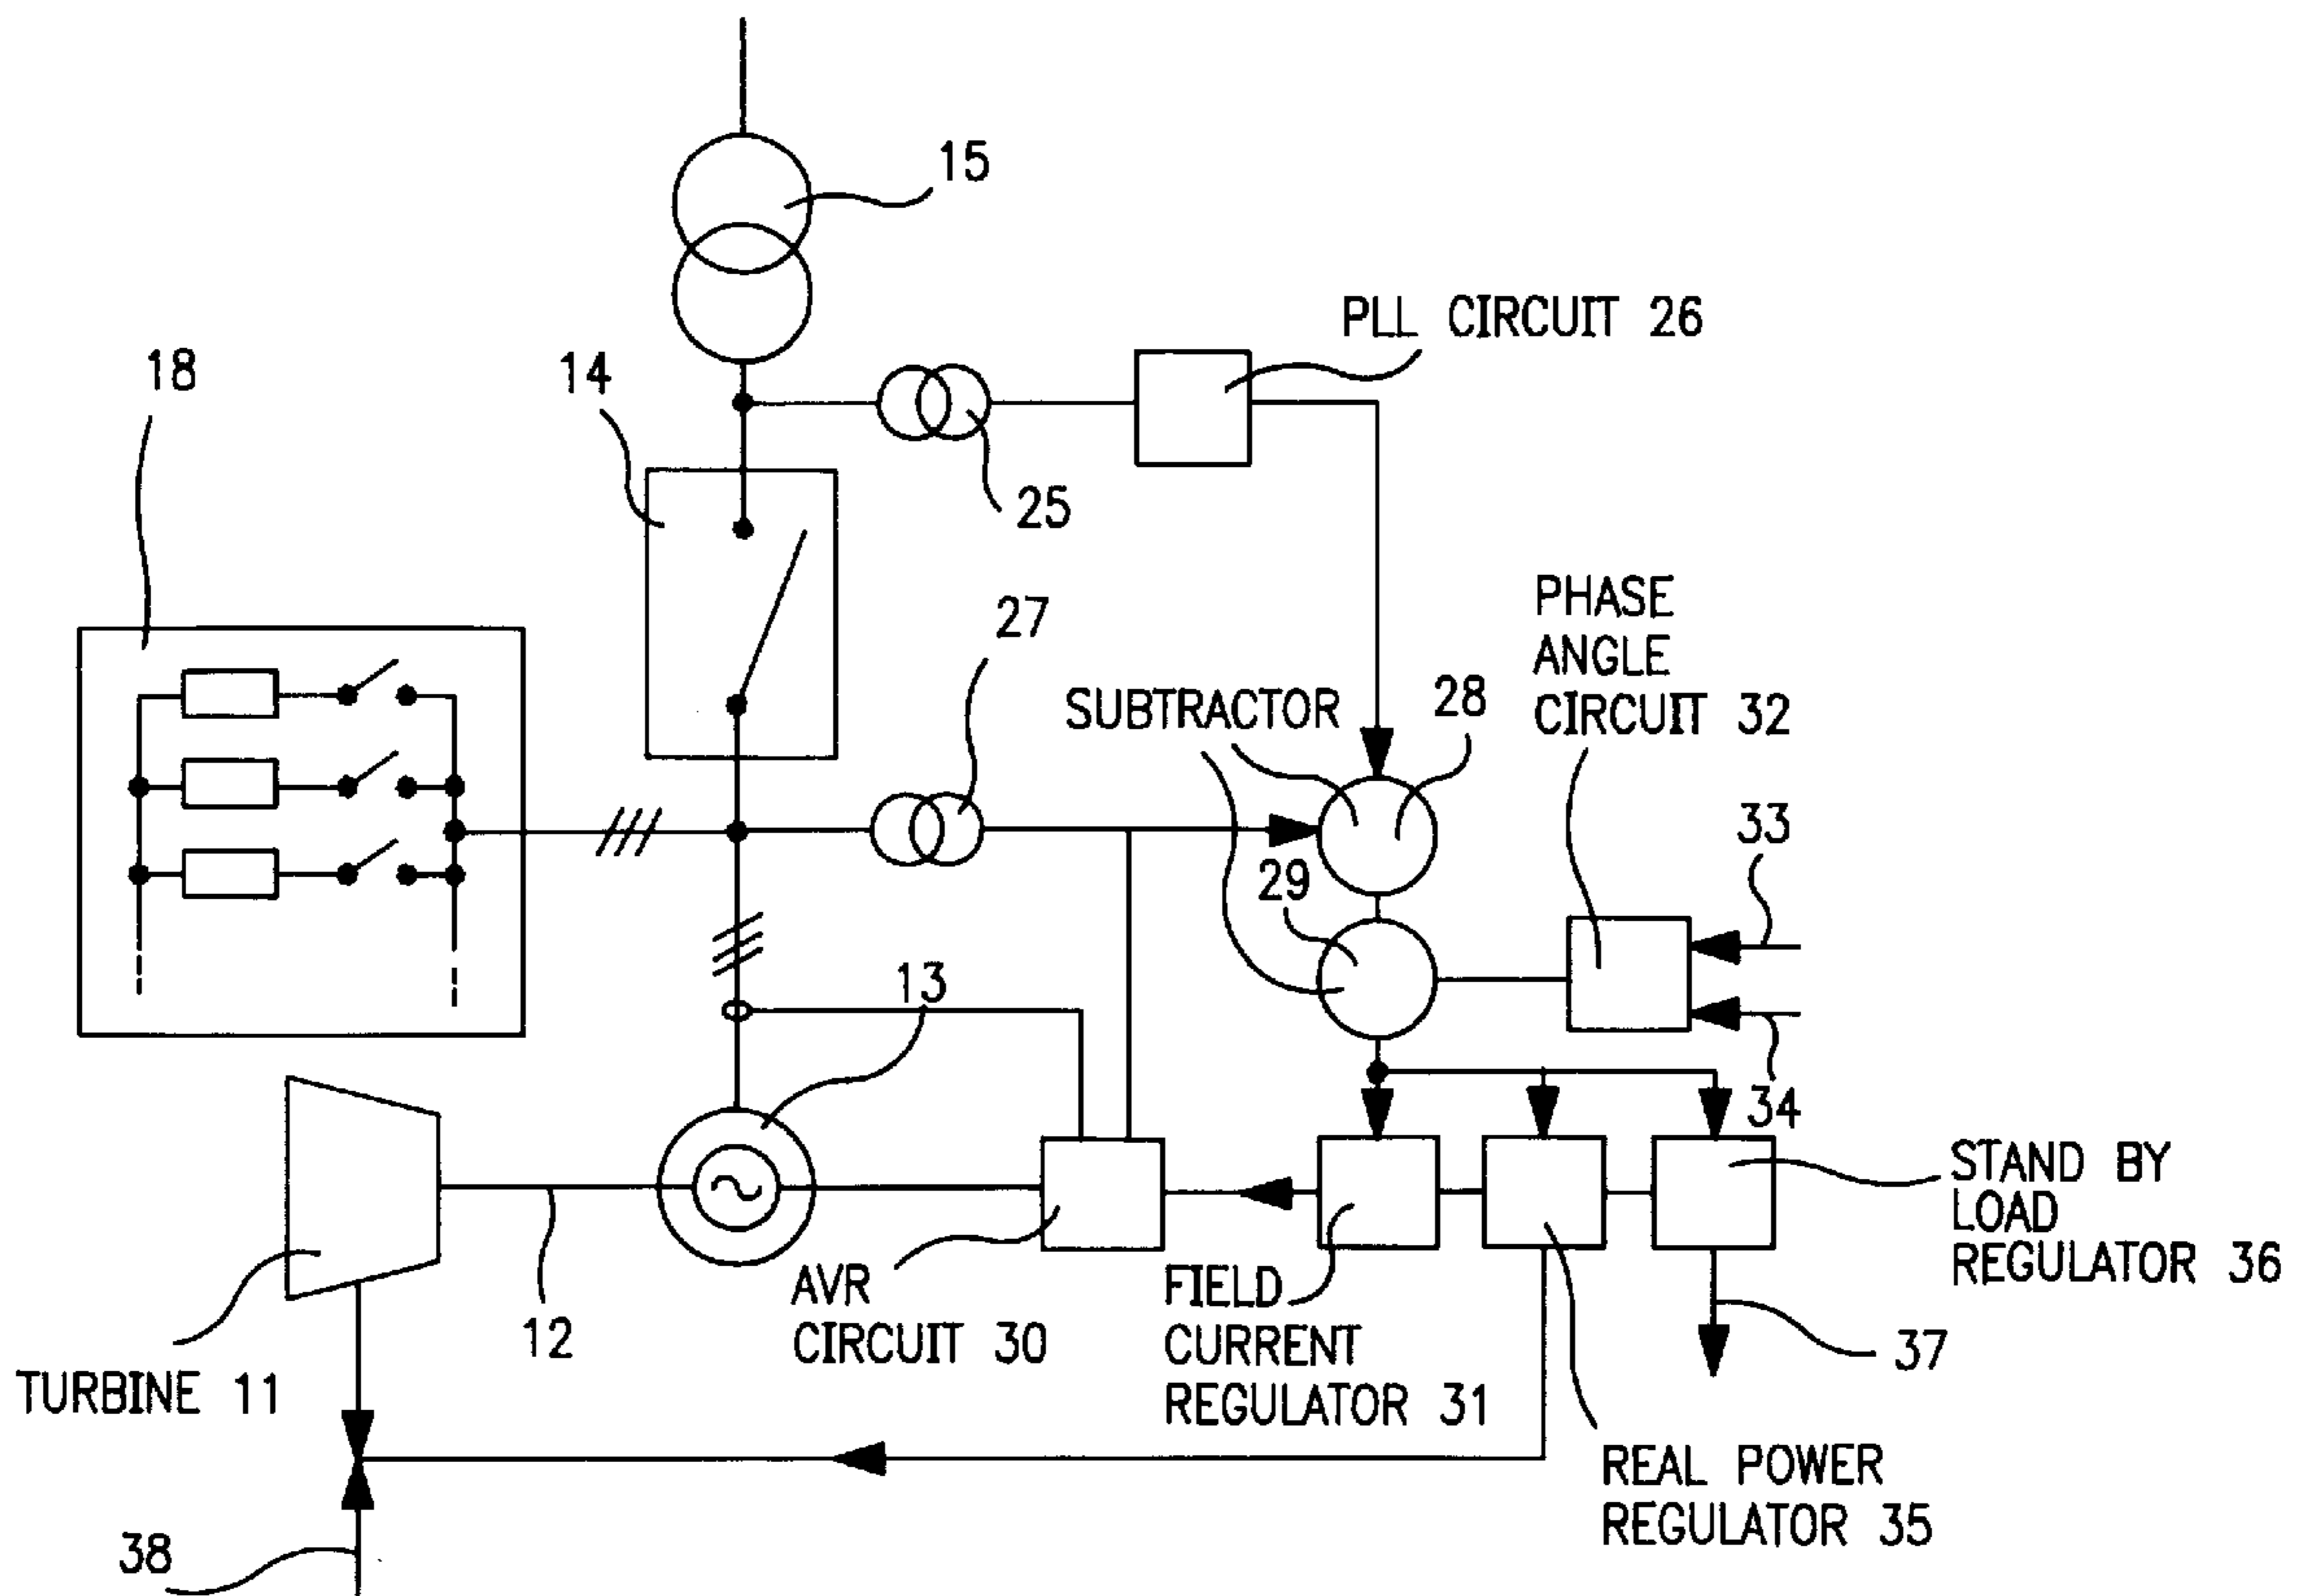 15
PLL CIRCUIT 26
18
14
25
27
PHASE
ANGLE
CIRCUIT 32
SUBTRACTOR
28
33
29
13
34
STAND BY
LOAD
REGULATOR 36
AVR
CIRCUIT 30
FIELD
CURRENT
REGULATOR 31
12
37
TURBINE 11
REAL POWER
REGULATOR 35
38